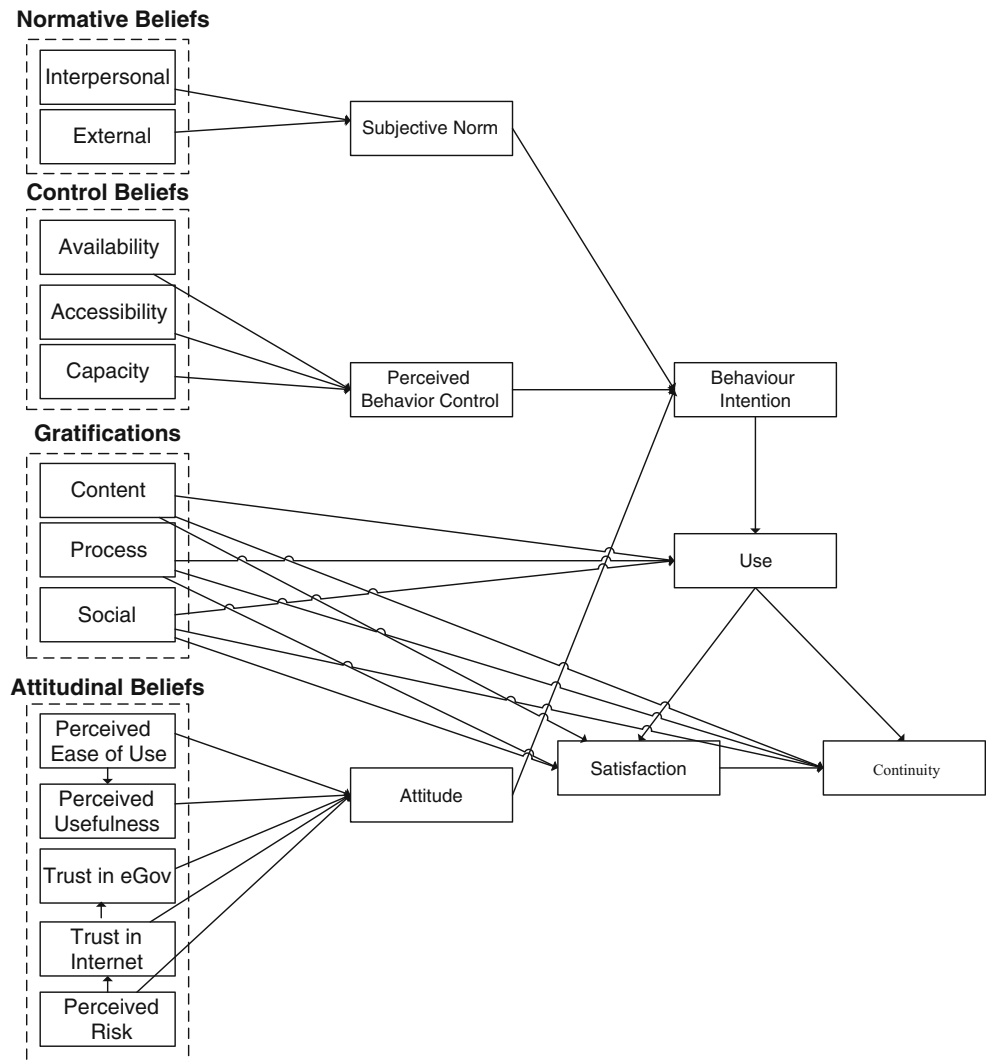 Normative Beliefs
Interpersonal
External
Subjective Norm
Control Beliefs
Availability
Accessibility
Capacity
Perceived
Behavior Control
Behaviour
Intention
Gratifications
Content
Process
Social
Use
Attitudinal Beliefs
Perceived
Ease of Use
Perceived
Usefulness
Trust in eGov
Trust in
Internet
Perceived
Risk
Attitude
Satisfaction
Continuity